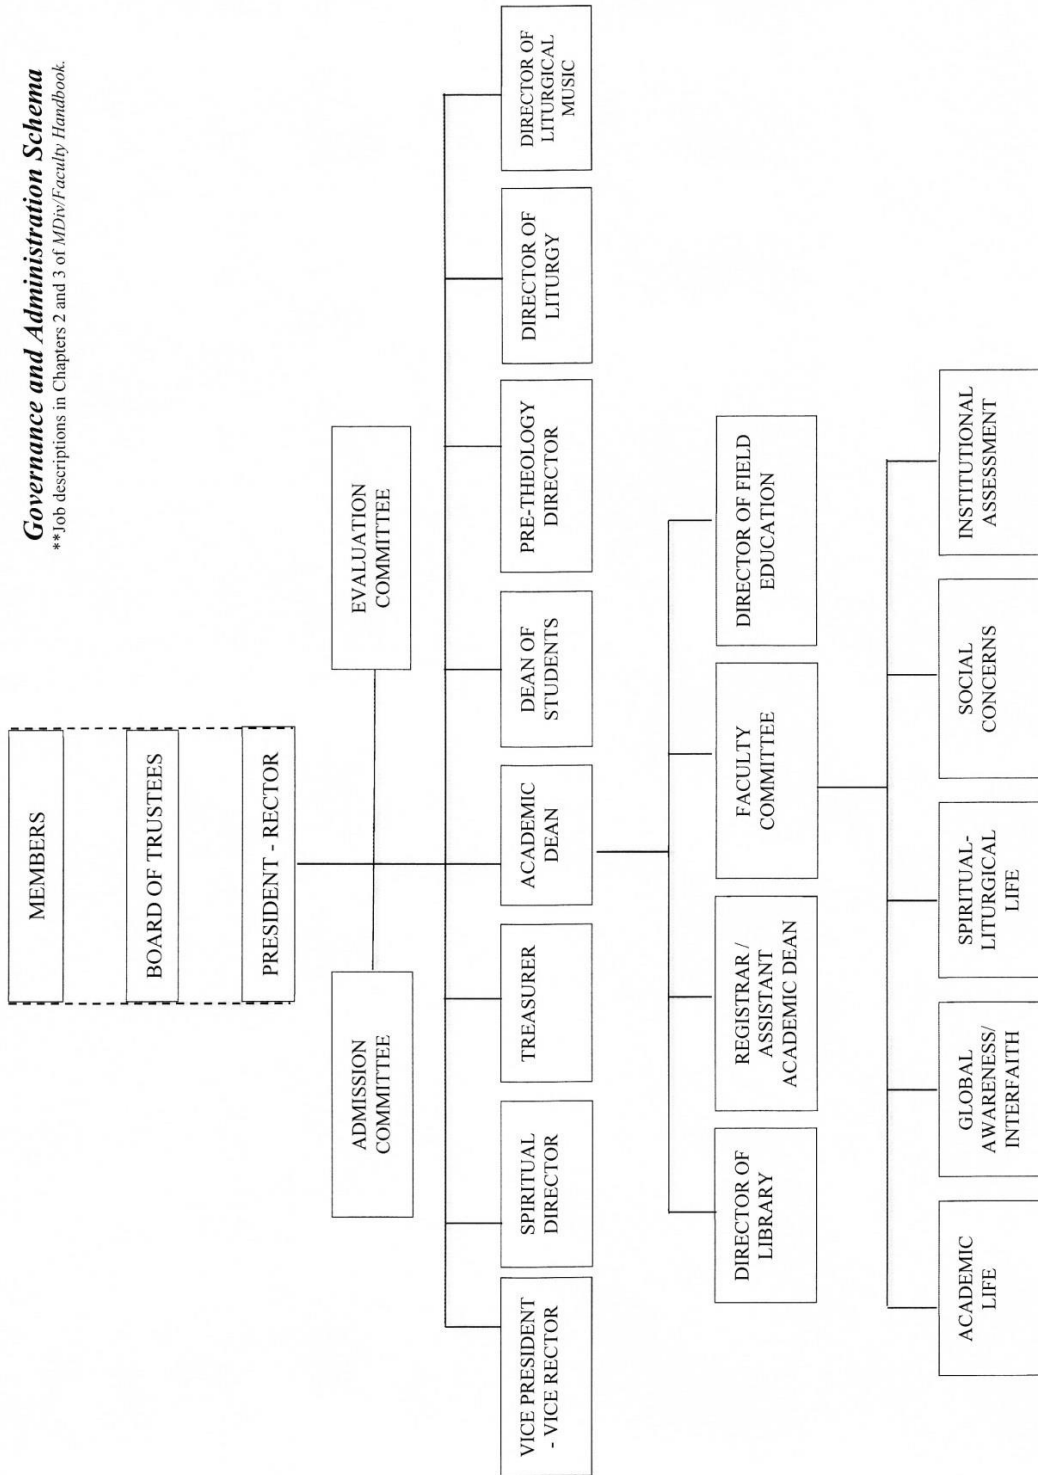 Governance and Administration Schema
**Job descriptions in Chapters 2 and 3 of MDiv/Faculty Handbook.
MEMBERS
BOARD OF TRUSTEES
PRESIDENT - RECTOR
ADMISSION
COMMITTEE
EVALUATION
COMMITTEE
VICE PRESIDENT
- VICE RECTOR
SPIRITUAL
DIRECTOR
TREASURER
ACADEMIC
DEAN
DEAN OF
STUDENTS
PRE-THEOLOGY
DIRECTOR
DIRECTOR OF
LITURGY
DIRECTOR OF
LITURGICAL
MUSIC
DIRECTOR OF
LIBRARY
REGISTRAR /
ASSISTANT
ACADEMIC DEAN
FACULTY
COMMITTEE
DIRECTOR OF FIELD
EDUCATION
ACADEMIC
LIFE
GLOBAL
AWARENESS/
INTERFAITH
SPIRITUAL-
LITURGICAL
LIFE
SOCIAL
CONCERNS
INSTITUTIONAL
ASSESSMENT